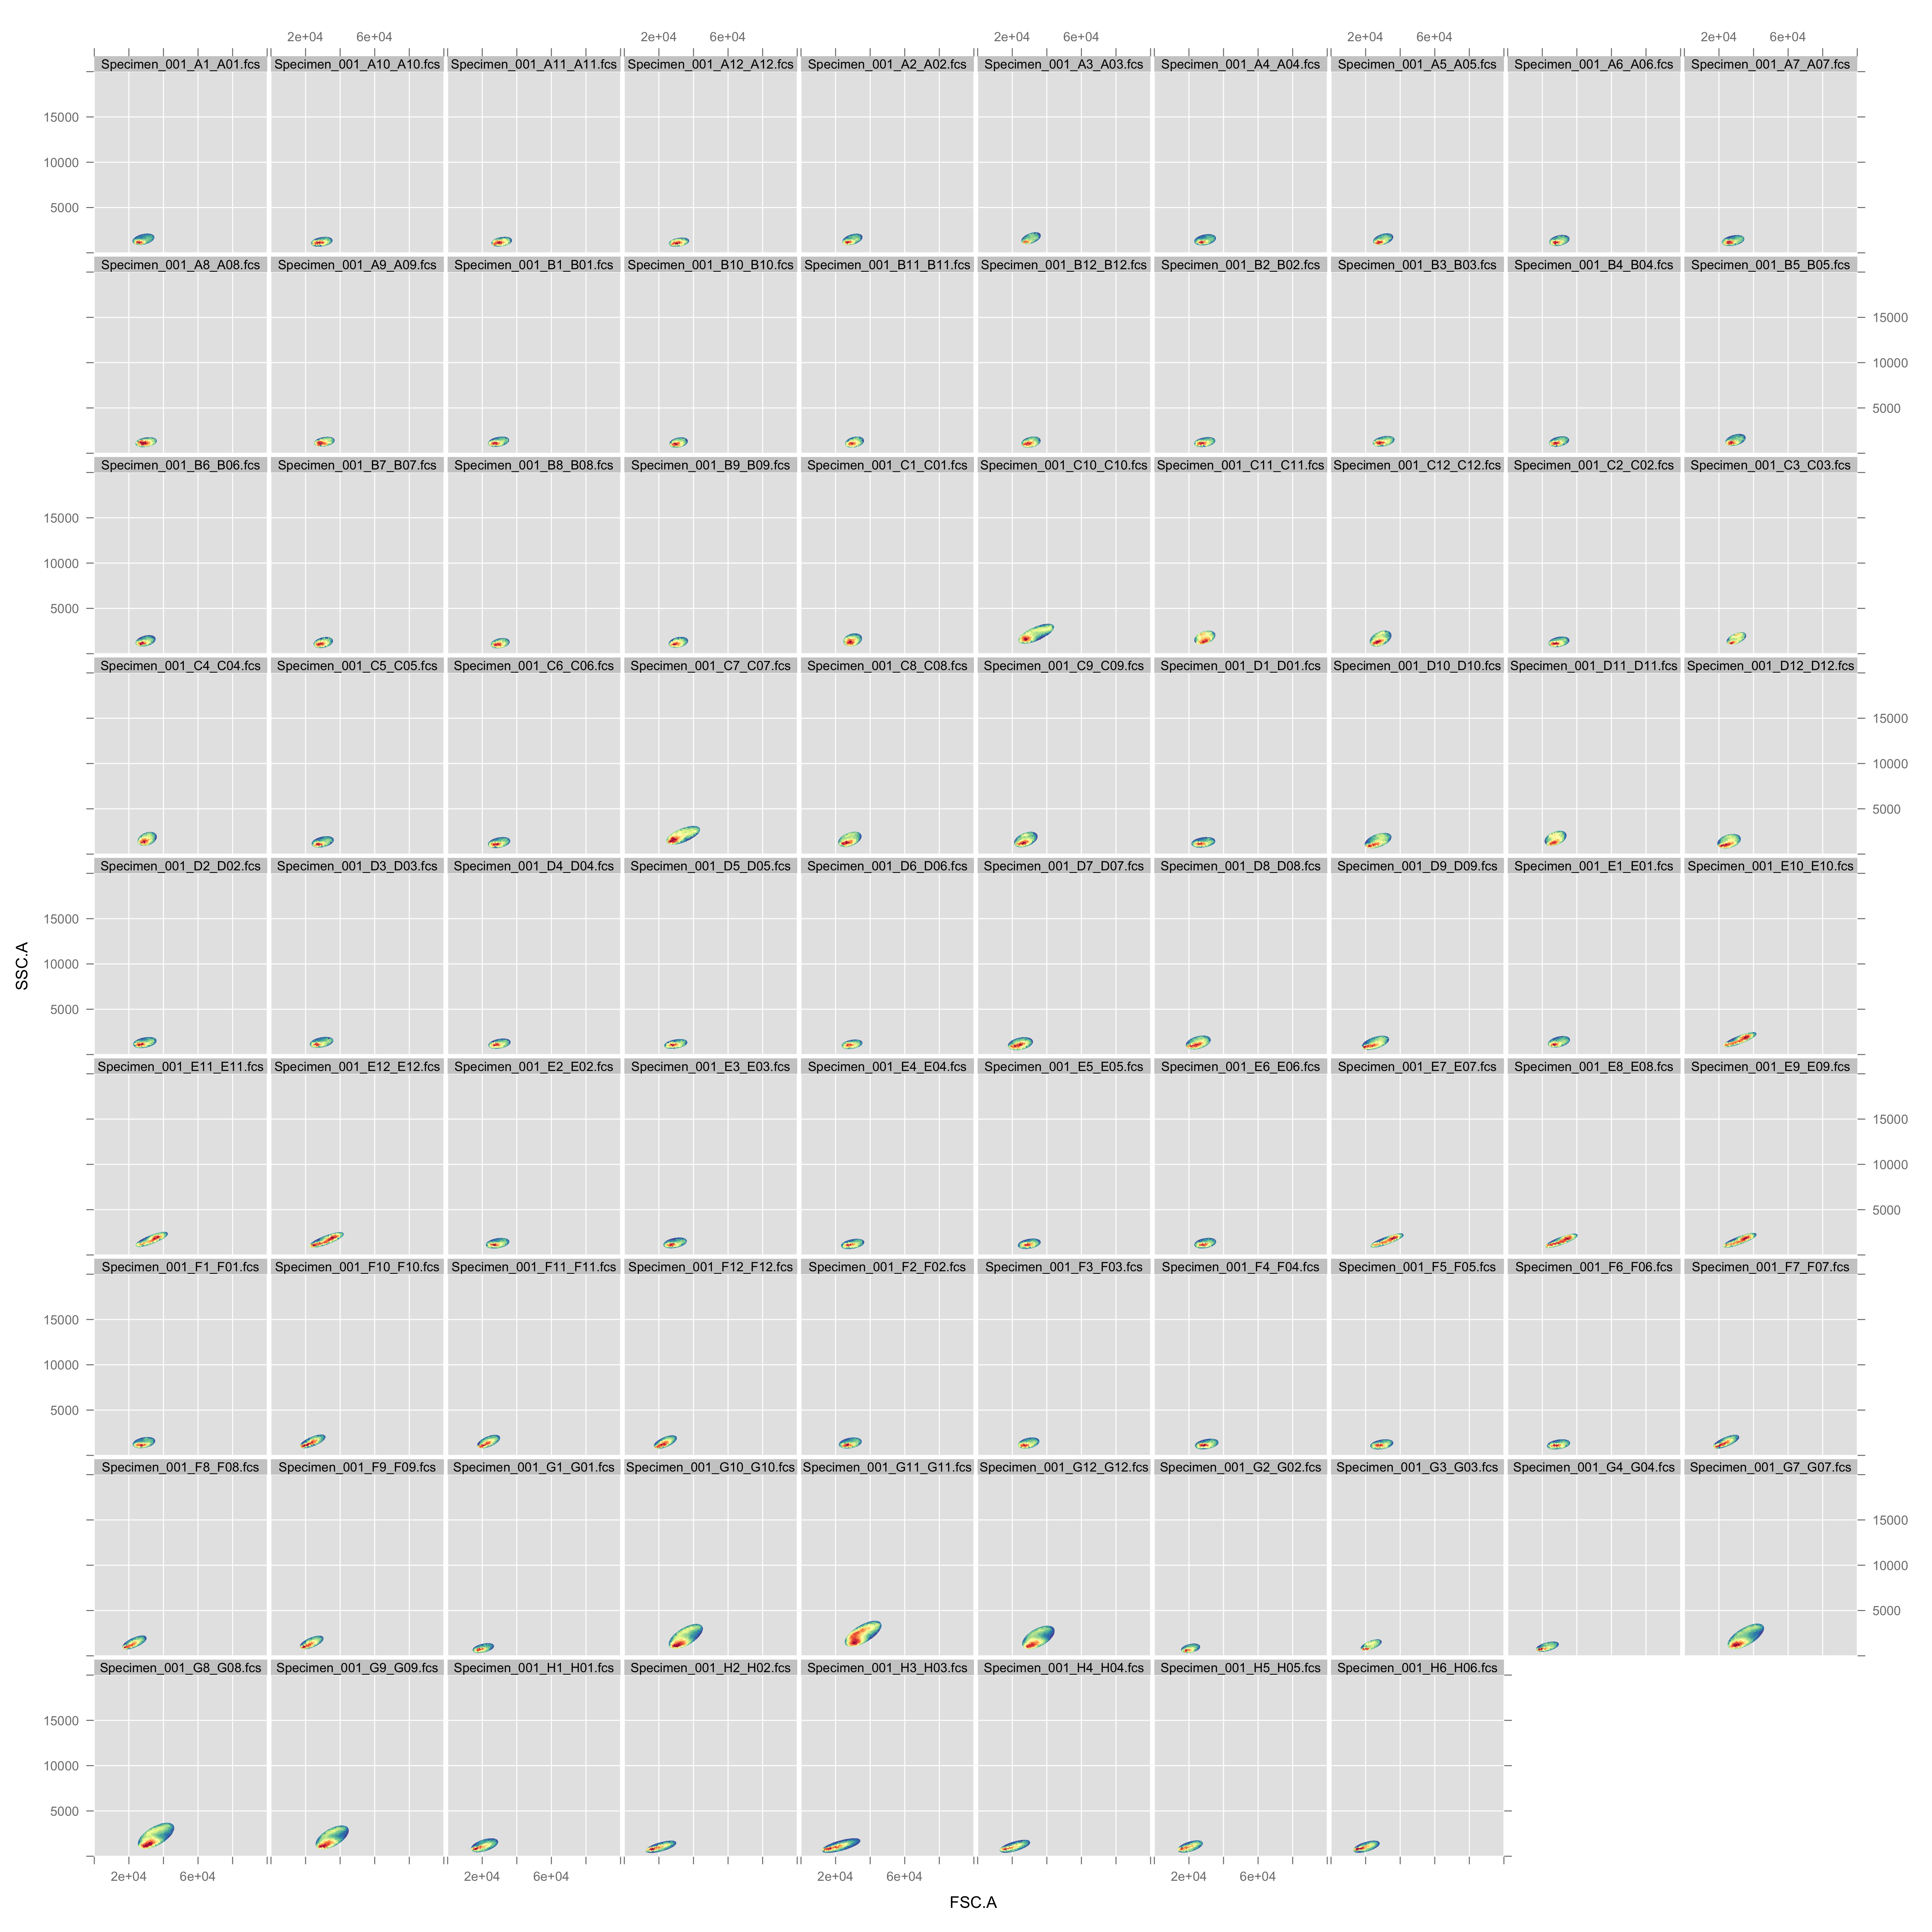 2e+04 6e+04 2e+04 6e+04 2e+04 6e+04 2e+04 6e+04 2e+04 6e+04
Specimen_001_A1_A01.fcs Specimen_001_A10_A10.fcs Specimen_001_A11_A11.fcs Specimen_001_A12_A12.fcs Specimen_001_A2_A02.fcs Specimen_001_A3_A03.fcs Specimen_001_A4_A04.fcs Specimen_001_A5_A05.fcs Specimen_001_A6_A06.fcs Specimen_001_A7_A07.fcs
15000
10000
5000
Specimen_001_A8_A08.fcs Specimen_001_A9_A09.fcs Specimen_001_B1_B01.fcs Specimen_001_B10_B10.fcs Specimen_001_B11_B11.fcs Specimen_001_B12_B12.fcs Specimen_001_B2_B02.fcs Specimen_001_B3_B03.fcs Specimen_001_B4_B04.fcs Specimen_001_B5_B05.fcs
15000
10000
5000
Specimen_001_B6_B06.fcs Specimen_001_B7_B07.fcs Specimen_001_B8_B08.fcs Specimen_001_B9_B09.fcs Specimen_001_C1_C01.fcs Specimen_001_C10_C10.fcs Specimen_001_C11_C11.fcs Specimen_001_C12_C12.fcs Specimen_001_C2_C02.fcs Specimen_001_C3_C03.fcs
15000
10000
5000
Specimen_001_C4_C04.fcs Specimen_001_C5_C05.fcs Specimen_001_C6_C06.fcs Specimen_001_C7_C07.fcs Specimen_001_C8_C08.fcs Specimen_001_C9_C09.fcs Specimen_001_D1_D01.fcs Specimen_001_D10_D10.fcs Specimen_001_D11_D11.fcs Specimen_001_D12_D12.fcs
15000
10000
5000
Specimen_001_D2_D02.fcs Specimen_001_D3_D03.fcs Specimen_001_D4_D04.fcs Specimen_001_D5_D05.fcs Specimen_001_D6_D06.fcs Specimen_001_D7_D07.fcs Specimen_001_D8_D08.fcs Specimen_001_D9_D09.fcs Specimen_001_E1_E01.fcs Specimen_001_E10_E10.fcs
15000
10000
5000
SSC.A
Specimen_001_E11_E11.fcs Specimen_001_E12_E12.fcs Specimen_001_E2_E02.fcs Specimen_001_E3_E03.fcs Specimen_001_E4_E04.fcs Specimen_001_E5_E05.fcs Specimen_001_E6_E06.fcs Specimen_001_E7_E07.fcs Specimen_001_E8_E08.fcs Specimen_001_E9_E09.fcs
15000
10000
5000
Specimen_001_F1_F01.fcs Specimen_001_F10_F10.fcs Specimen_001_F11_F11.fcs Specimen_001_F12_F12.fcs Specimen_001_F2_F02.fcs Specimen_001_F3_F03.fcs Specimen_001_F4_F04.fcs Specimen_001_F5_F05.fcs Specimen_001_F6_F06.fcs Specimen_001_F7_F07.fcs
15000
10000
5000
Specimen_001_F8_F08.fcs Specimen_001_F9_F09.fcs Specimen_001_G1_G01.fcs Specimen_001_G10_G10.fcs Specimen_001_G11_G11.fcs Specimen_001_G12_G12.fcs Specimen_001_G2_G02.fcs Specimen_001_G3_G03.fcs Specimen_001_G4_G04.fcs Specimen_001_G7_G07.fcs
15000
10000
5000
Specimen_001_G8_G08.fcs Specimen_001_G9_G09.fcs Specimen_001_H1_H01.fcs Specimen_001_H2_H02.fcs Specimen_001_H3_H03.fcs Specimen_001_H4_H04.fcs Specimen_001_H5_H05.fcs Specimen_001_H6_H06.fcs
15000
10000
5000
2e+04 6e+04 2e+04 6e+04 2e+04 6e+04 2e+04 6e+04
FSC.A